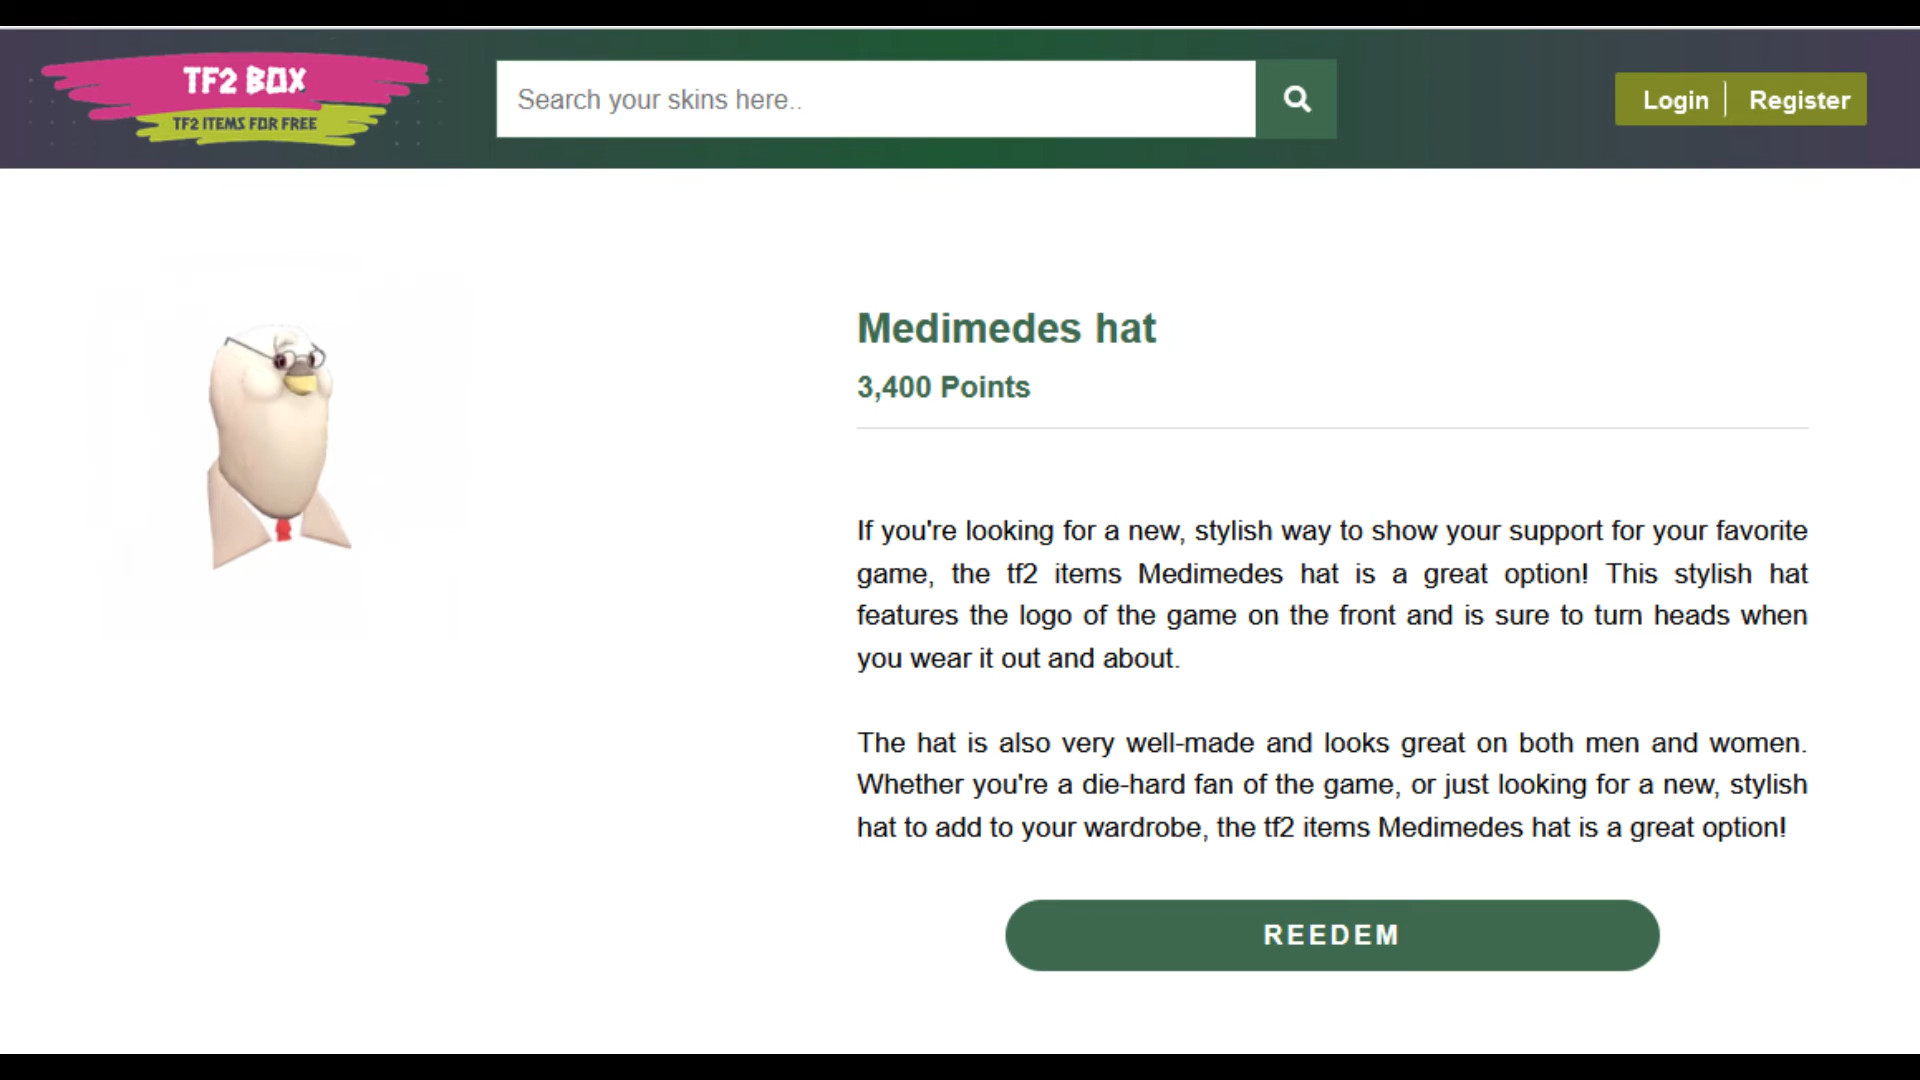 TF2 BOX
TF2 ITEMS FOR FREE
Search your skins here..
Login
Register
Medimedes hat
3,400 Points
If you're looking for a new, stylish way to show your support for your favorite
game, the tf2 items Medimedes hat is a great option! This stylish hat
features the logo of the game on the front and is sure to turn heads when
you wear it out and about.
The hat is also very well-made and looks great on both men and women.
Whether you're a die-hard fan of the game, or just looking for a new, stylish
hat to add to your wardrobe, the tf2 items Medimedes hat is a great option!
REEDEM